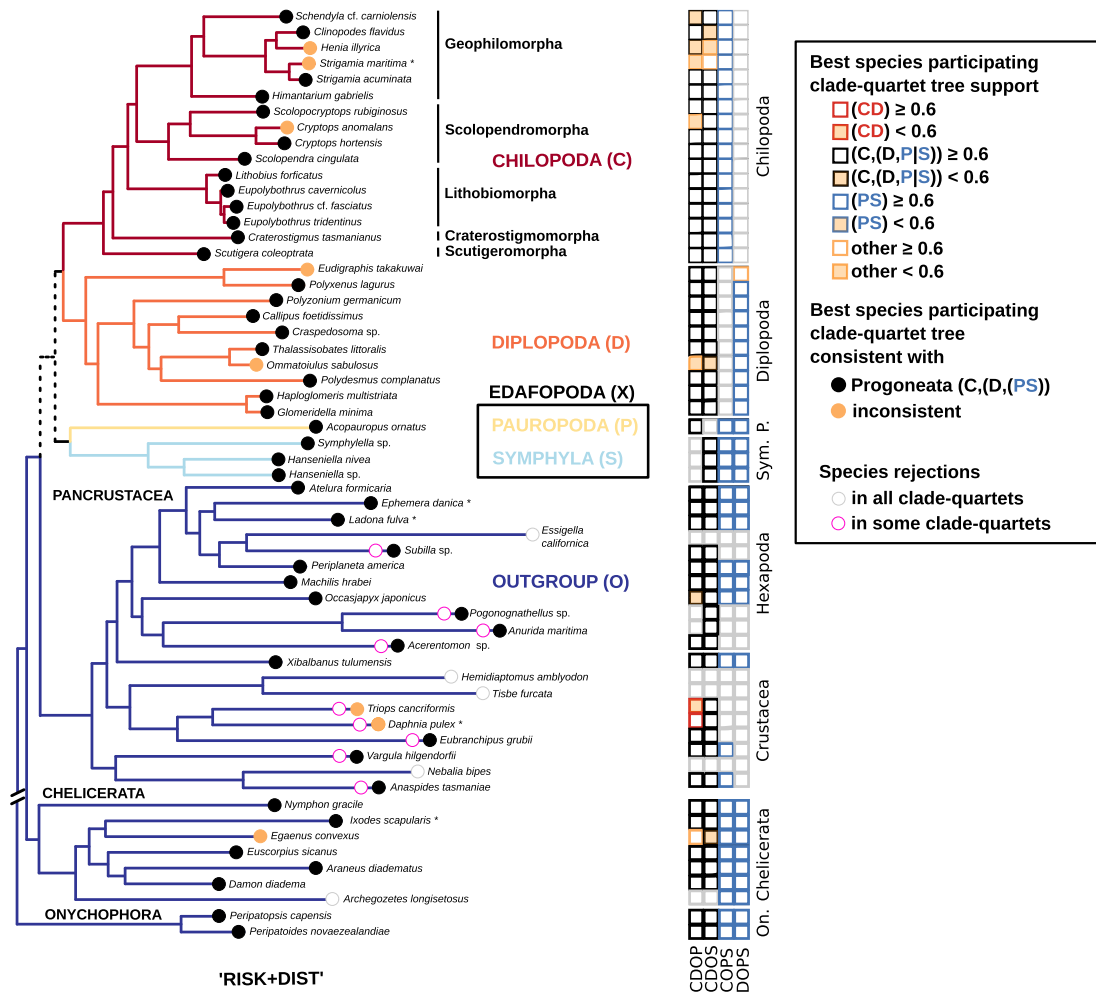 Schendyla cf. carniolensis
Clinopodes flavidus
Henia illyrica
Strigamia maritima *
Strigamia acuminata
Himantarium gabrielis
Scolopocryptops rubiginosus
Cryptops anomalans
Cryptops hortensis
Scolopendra cingulata
Lithobius forficatus
Eupolybothrus cavernicolus
Eupolybothrus cf. fasciatus
Eupolybothrus tridentinus
Craterostigmus tasmanianus
Scutigera coleoptrata
Geophilomorpha
Scolopendromorpha
CHILOPODA (C)
Lithobiomorpha
Craterostigmomorpha
Scutigeromorpha
Eudigraphis takakuwai
Polyxenus lagurus
Polyzonium germanicum
Callipus foetidissimus
Craspedosoma sp.
Thalassisobates littoralis
Ommatoiulus sabulosus
Polydesmus complanatus
Haploglomeris multistriata
Glomeridella minima
DIPLOPODA (D)
EDAFOPODA (X)
PAUROPODA (P)
SYMPHYLA (S)
Acopauropus ornatus
Symphylella sp.
Hanseniella nivea
Hanseniella sp.
PANCRUSTACEA
Atelura formicaria
Ephemera danica *
Ladona fulva *
Essigella
californica
Subilla sp.
Periplaneta america
Machilis hrabei
OUTGROUP (O)
Occasjapyx japonicus
Pogonognathellus sp.
Anurida maritima
Acerentomon sp.
Xibalbanus tulumensis
Hemidiaptomus amblyodon
Tisbe furcata
Triops cancriformis
Daphnia pulex *
Eubranchipus grubii
Vargula hilgendorfii
Nebalia bipes
Anaspides tasmaniae
CHELICERATA
Nymphon gracile
Ixodes scapularis *
Egaenus convexus
Euscorpius sicanus
Araneus diadematus
Damon diadema
Archegozetes longisetosus
ONYCHOPHORA
Peripatopsis capensis
Peripatoides novaezealandiae
'RISK+DIST'
Chilopoda
Diplopoda
P.
Sym.
Hexapoda
Crustacea
Chelicerata
On.
CDOP
CDOS
COPS
DOPS
Best species participating
clade-quartet tree support
(CD) ≥ 0.6
(CD) < 0.6
(C,(D,P|S)) ≥ 0.6
(C,(D,P|S)) < 0.6
(PS) ≥ 0.6
(PS) < 0.6
other ≥ 0.6
other < 0.6
Best species participating
clade-quartet tree
consistent with
Progoneata (C,(D,(PS))
inconsistent
Species rejections
in all clade-quartets
in some clade-quartets